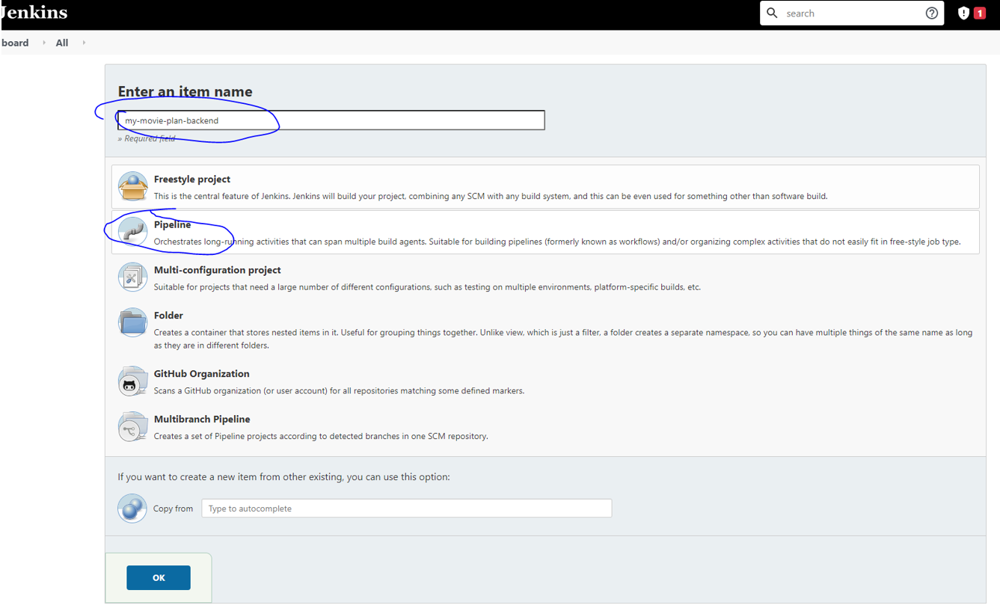 Jenkins
search
1
board
All
Enter an item name
my-movie-plan-backend
» Required field
Freestyle project
This is the central feature of Jenkins. Jenkins will build your project, combining any SCM with any build system, and this can be even used for something other than software build.
Pipeline
Orchestrates long-running activities that can span multiple build agents. Suitable for building pipelines (formerly known as workflows) and/or organizing complex activities that do not easily fit in free-style job type.
Multi-configuration project
Suitable for projects that need a large number of different configurations, such as testing on multiple environments, platform-specific builds, etc.
Folder
Creates a container that stores nested items in it. Useful for grouping things together. Unlike view, which is just a filter, a folder creates a separate namespace, so you can have multiple things of the same name as long
as they are in different folders.
GitHub Organization
Scans a GitHub organization (or user account) for all repositories matching some defined markers.
Multibranch Pipeline
Creates a set of Pipeline projects according to detected branches in one SCM repository.
If you want to create a new item from other existing, you can use this option:
Copy from
Type to autocomplete
OK